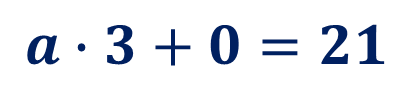 a · 3 + 0 = 21